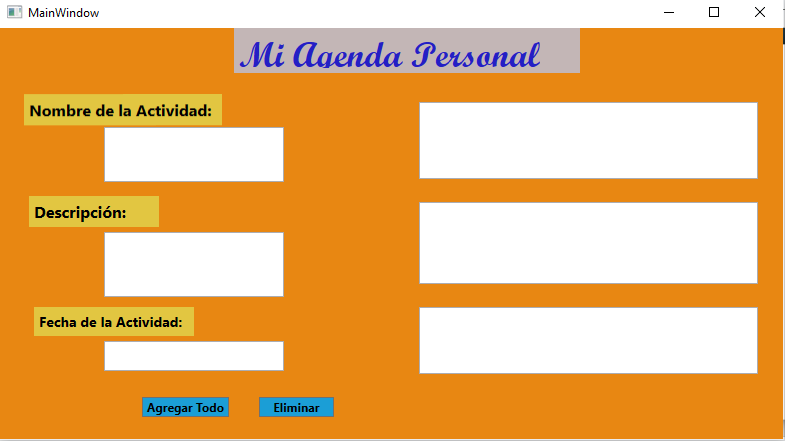 MainWindow
Mi Agenda Personal
Nombre de la Actividad:
Descripción:
Fecha de la Actividad:
Agregar Todo
Eliminar